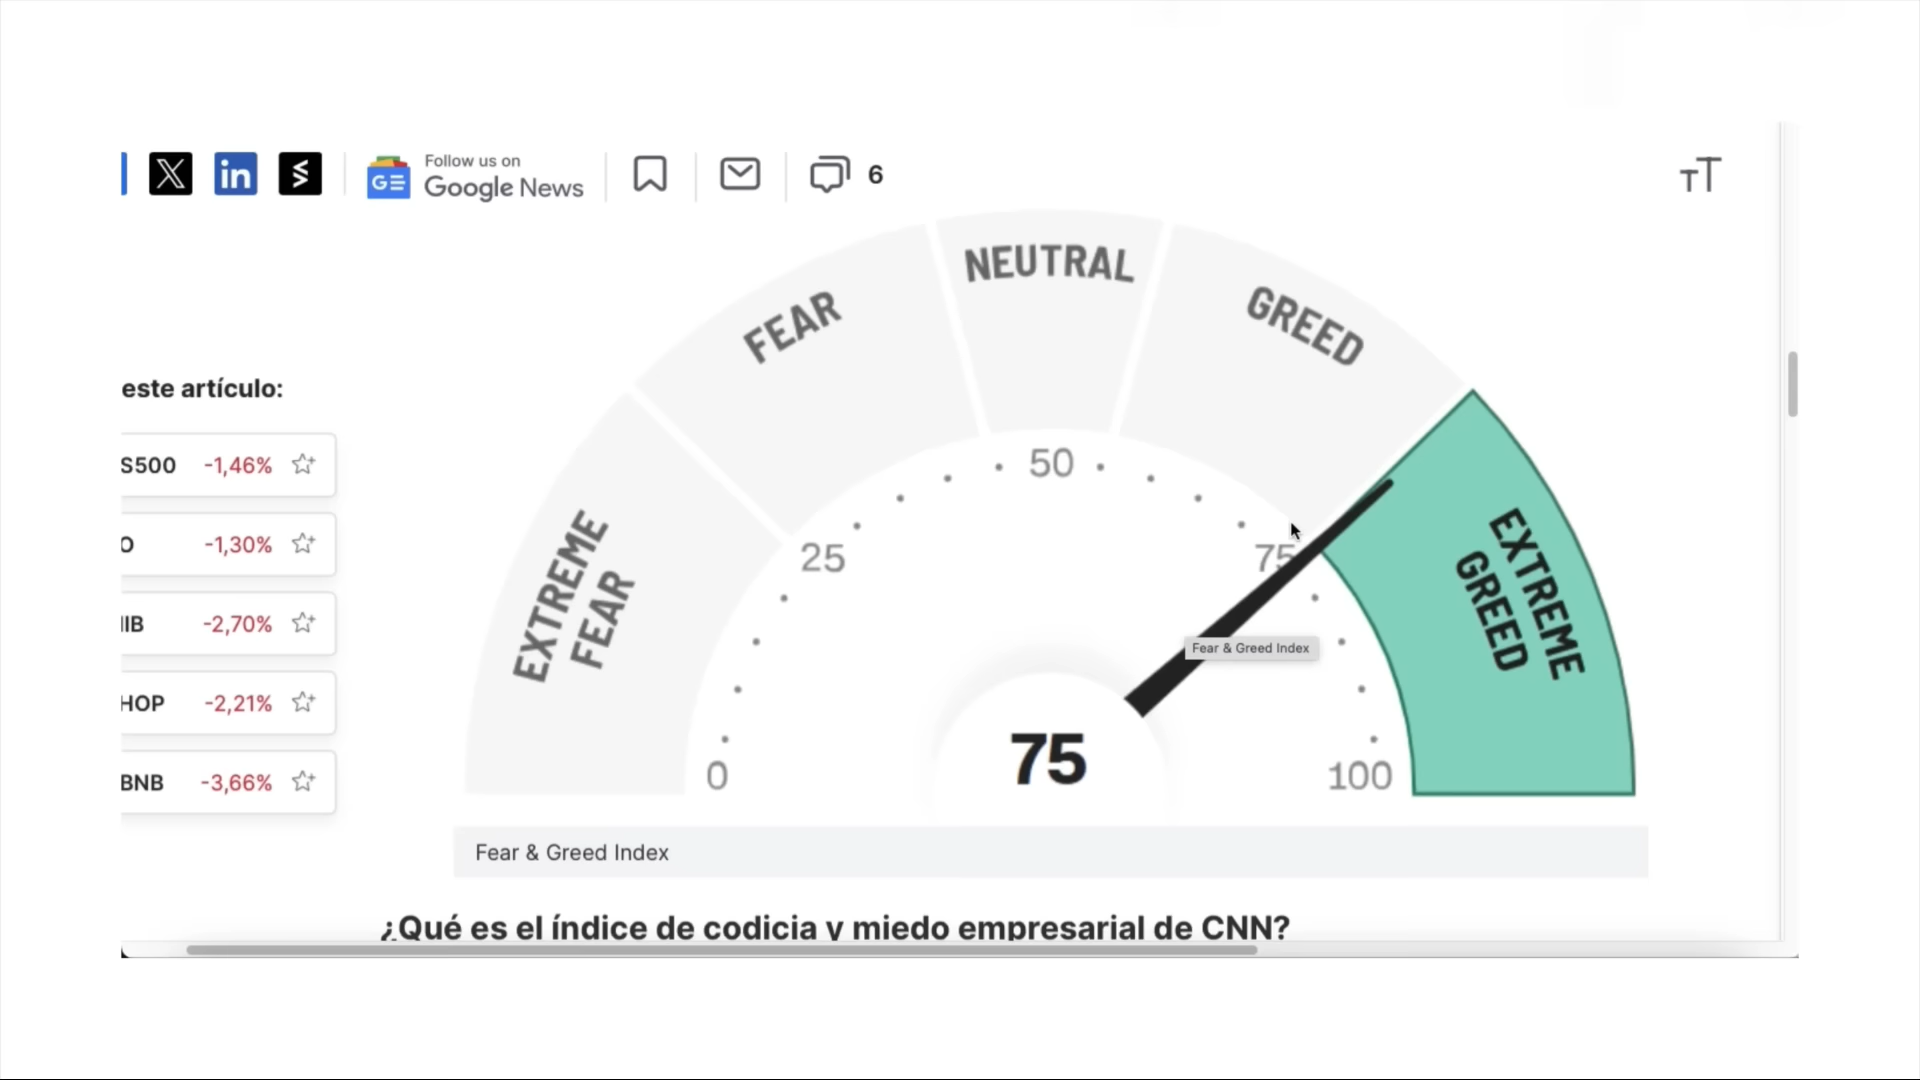 Follow us on
Google News
6
este artículo:
S500 -1,46%
O -1,30%
IIB -2,70%
HOP -2,21%
BNB -3,66%
EXTREME
FEAR
FEAR
NEUTRAL
GREED
EXTREME
GREED
0
25
50
75
100
Fear & Greed Index
75
Fear & Greed Index
¿Qué es el índice de codicia y miedo empresarial de CNN?